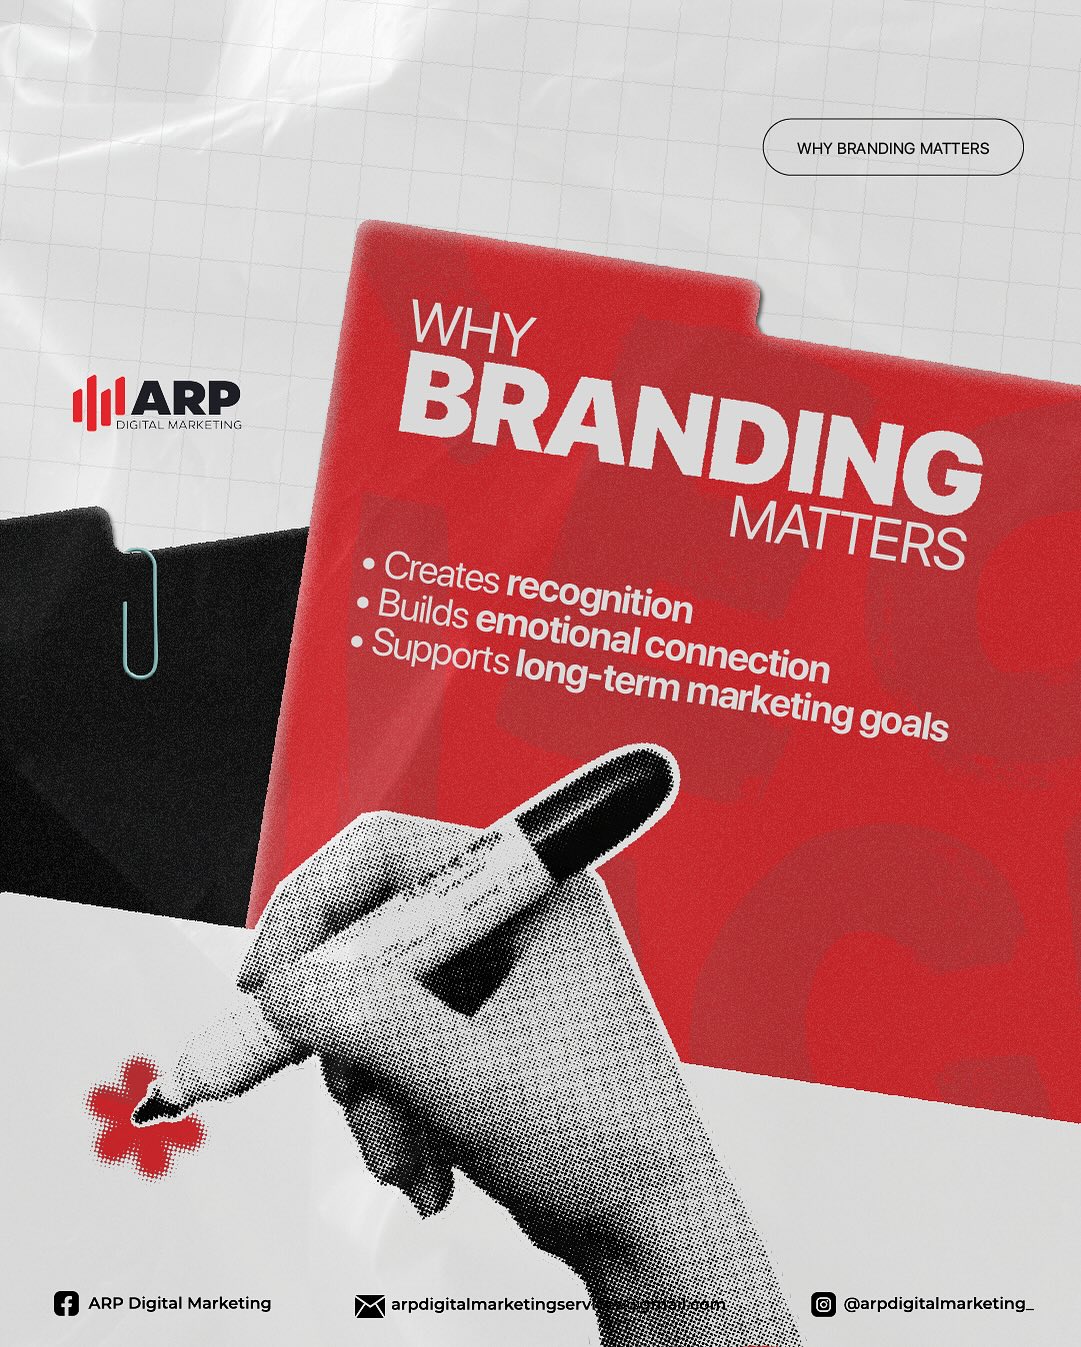 WHY BRANDING MATTERS
WHY
BRANDING
MATTERS
ARP
DIGITAL MARKETING
• Creates recognition
• Builds emotional connection
• Supports long-term marketing goals
ARP Digital Marketing
@arpdigitalmarketing_